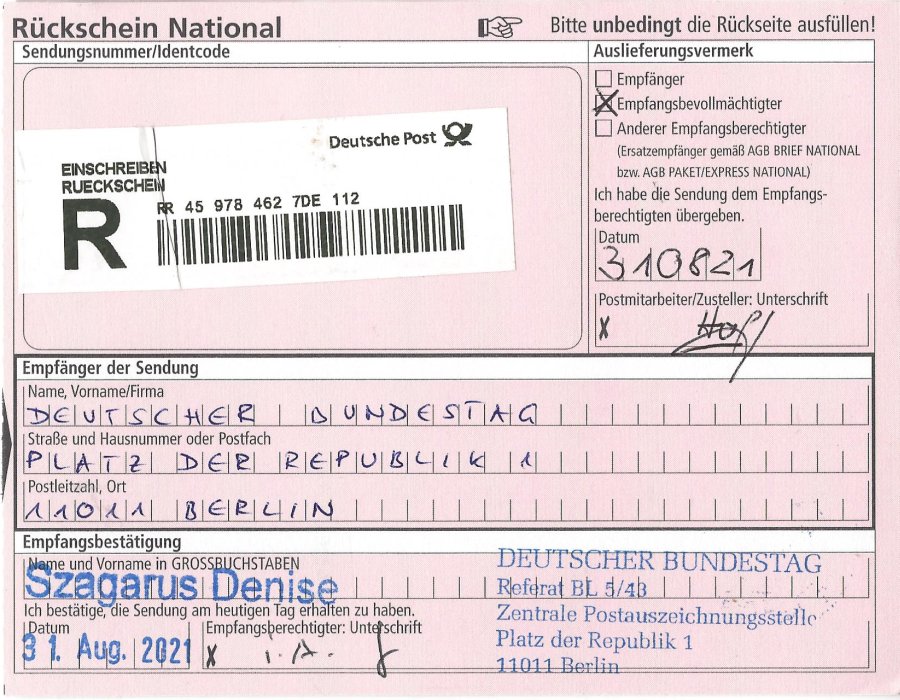 Rückschein National
Bitte unbedingt die Rückseite ausfüllen!
Sendungsnummer/Identcode
Deutsche Post
EINSCHREIBEN
RUECKSCHEIN
R
RR 45 978 462 7DE 112
Auslieferungsvermerk
Empfänger
X Empfangsbevollmächtigter
Anderer Empfangsberechtigter
(Ersatzempfänger gemäß AGB BRIEF NATIONAL
bzw. AGB PAKET/EXPRESS NATIONAL)
Ich habe die Sendung dem Empfangs-
berechtigten übergeben.
Datum
310821
Postmitarbeiter/Zusteller: Unterschrift
X
Empfänger der Sendung
Name, Vorname/Firma
DEUTSCHER BUNDESTAG
Straße und Hausnummer oder Postfach
PLATZ DER REPUBLIK 1
Postleitzahl, Ort
11011 BERLIN
Empfangsbestätigung
Name und Vorname in GROSSBUCHSTABEN
Szagarus Denise
Ich bestätige, die Sendung am heutigen Tag erhalten zu haben.
Datum
31. Aug. 2021
Empfangsberechtigter: Unterschrift
X i.A.
DEUTSCHER BUNDESTAG
Referat BL 5/43
Zentrale Postauszeichnungsstelle
Platz der Republik 1
11011 Berlin